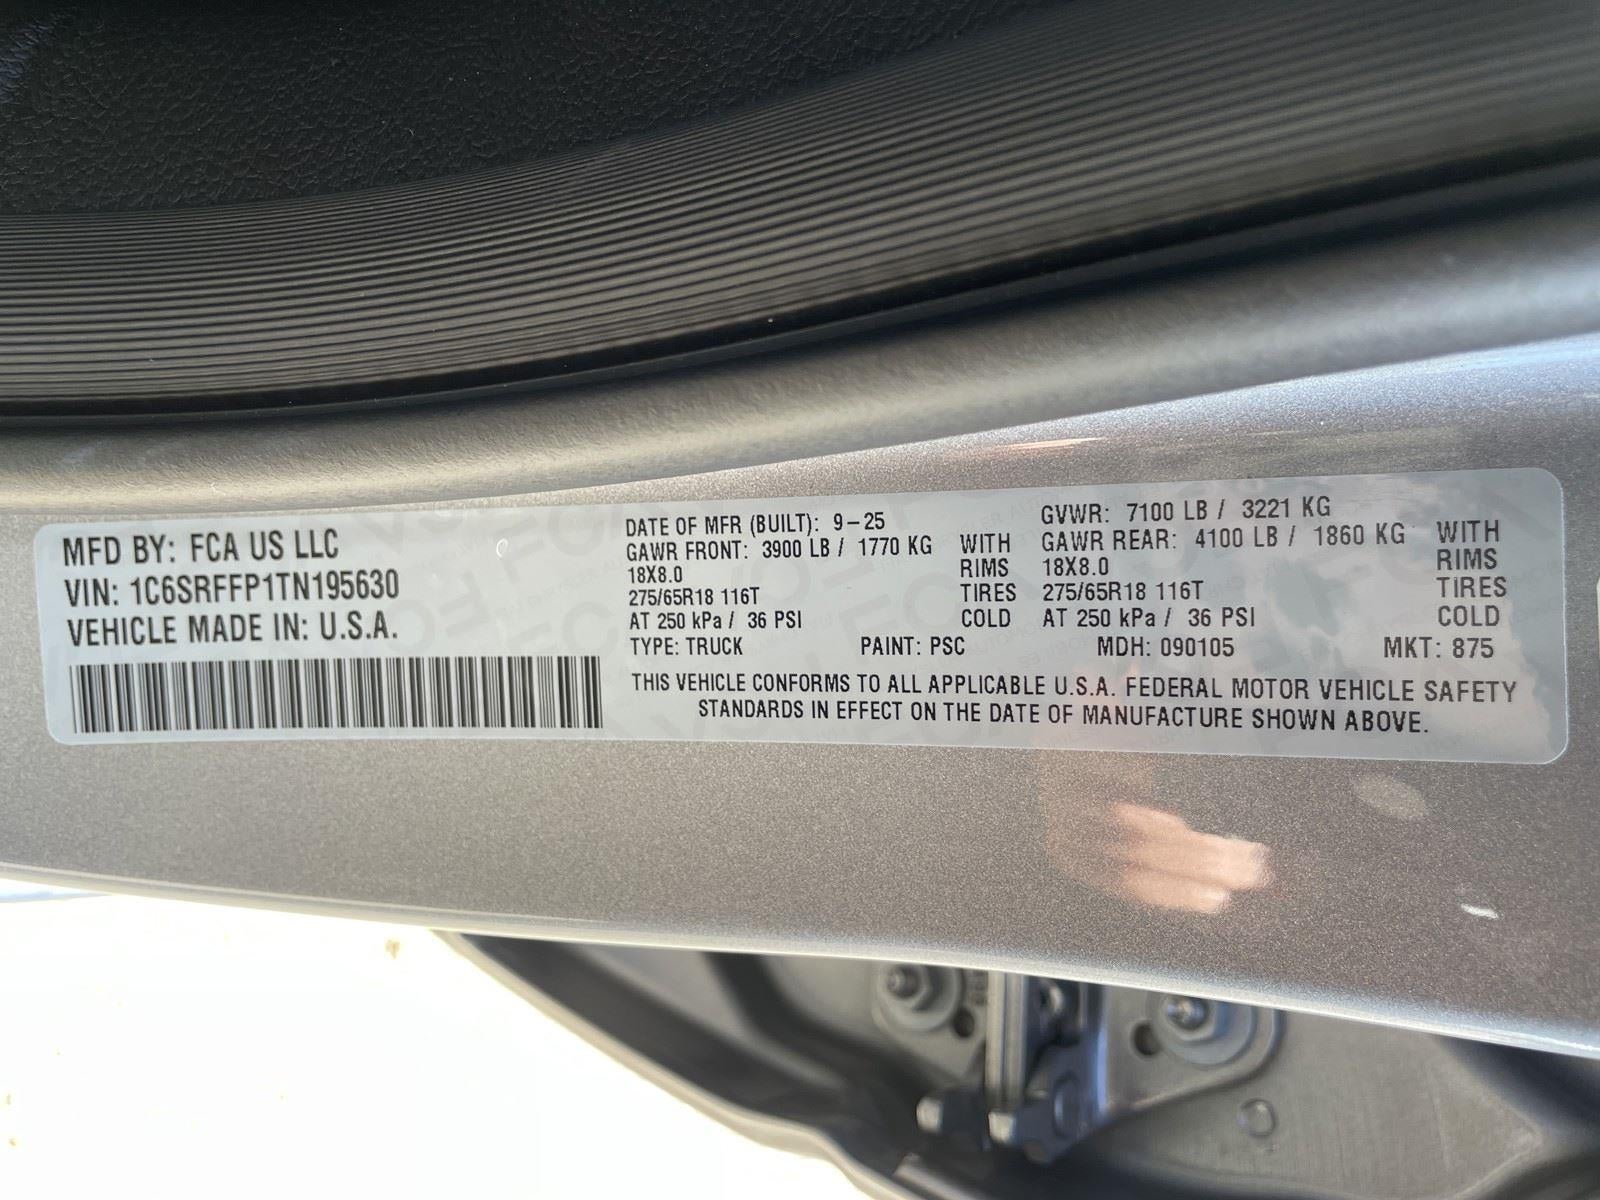 MFD BY: FCA US LLC
VIN: 1C6SRFFP1TN195630
VEHICLE MADE IN: U.S.A.
DATE OF MFR (BUILT): 9-25 GVWR: 7100 LB / 3221 KG
GAWR FRONT: 3900 LB / 1770 KG WITH GAWR REAR: 4100 LB / 1860 KG WITH
18X8.0 RIMS 18X8.0 RIMS
275/65R18 116T TIRES 275/65R18 116T TIRES
AT 250 kPa / 36 PSI COLD AT 250 kPa / 36 PSI COLD
TYPE: TRUCK PAINT: PSC MDH: 090105 MKT: 875
THIS VEHICLE CONFORMS TO ALL APPLICABLE U.S.A. FEDERAL MOTOR VEHICLE SAFETY
STANDARDS IN EFFECT ON THE DATE OF MANUFACTURE SHOWN ABOVE.